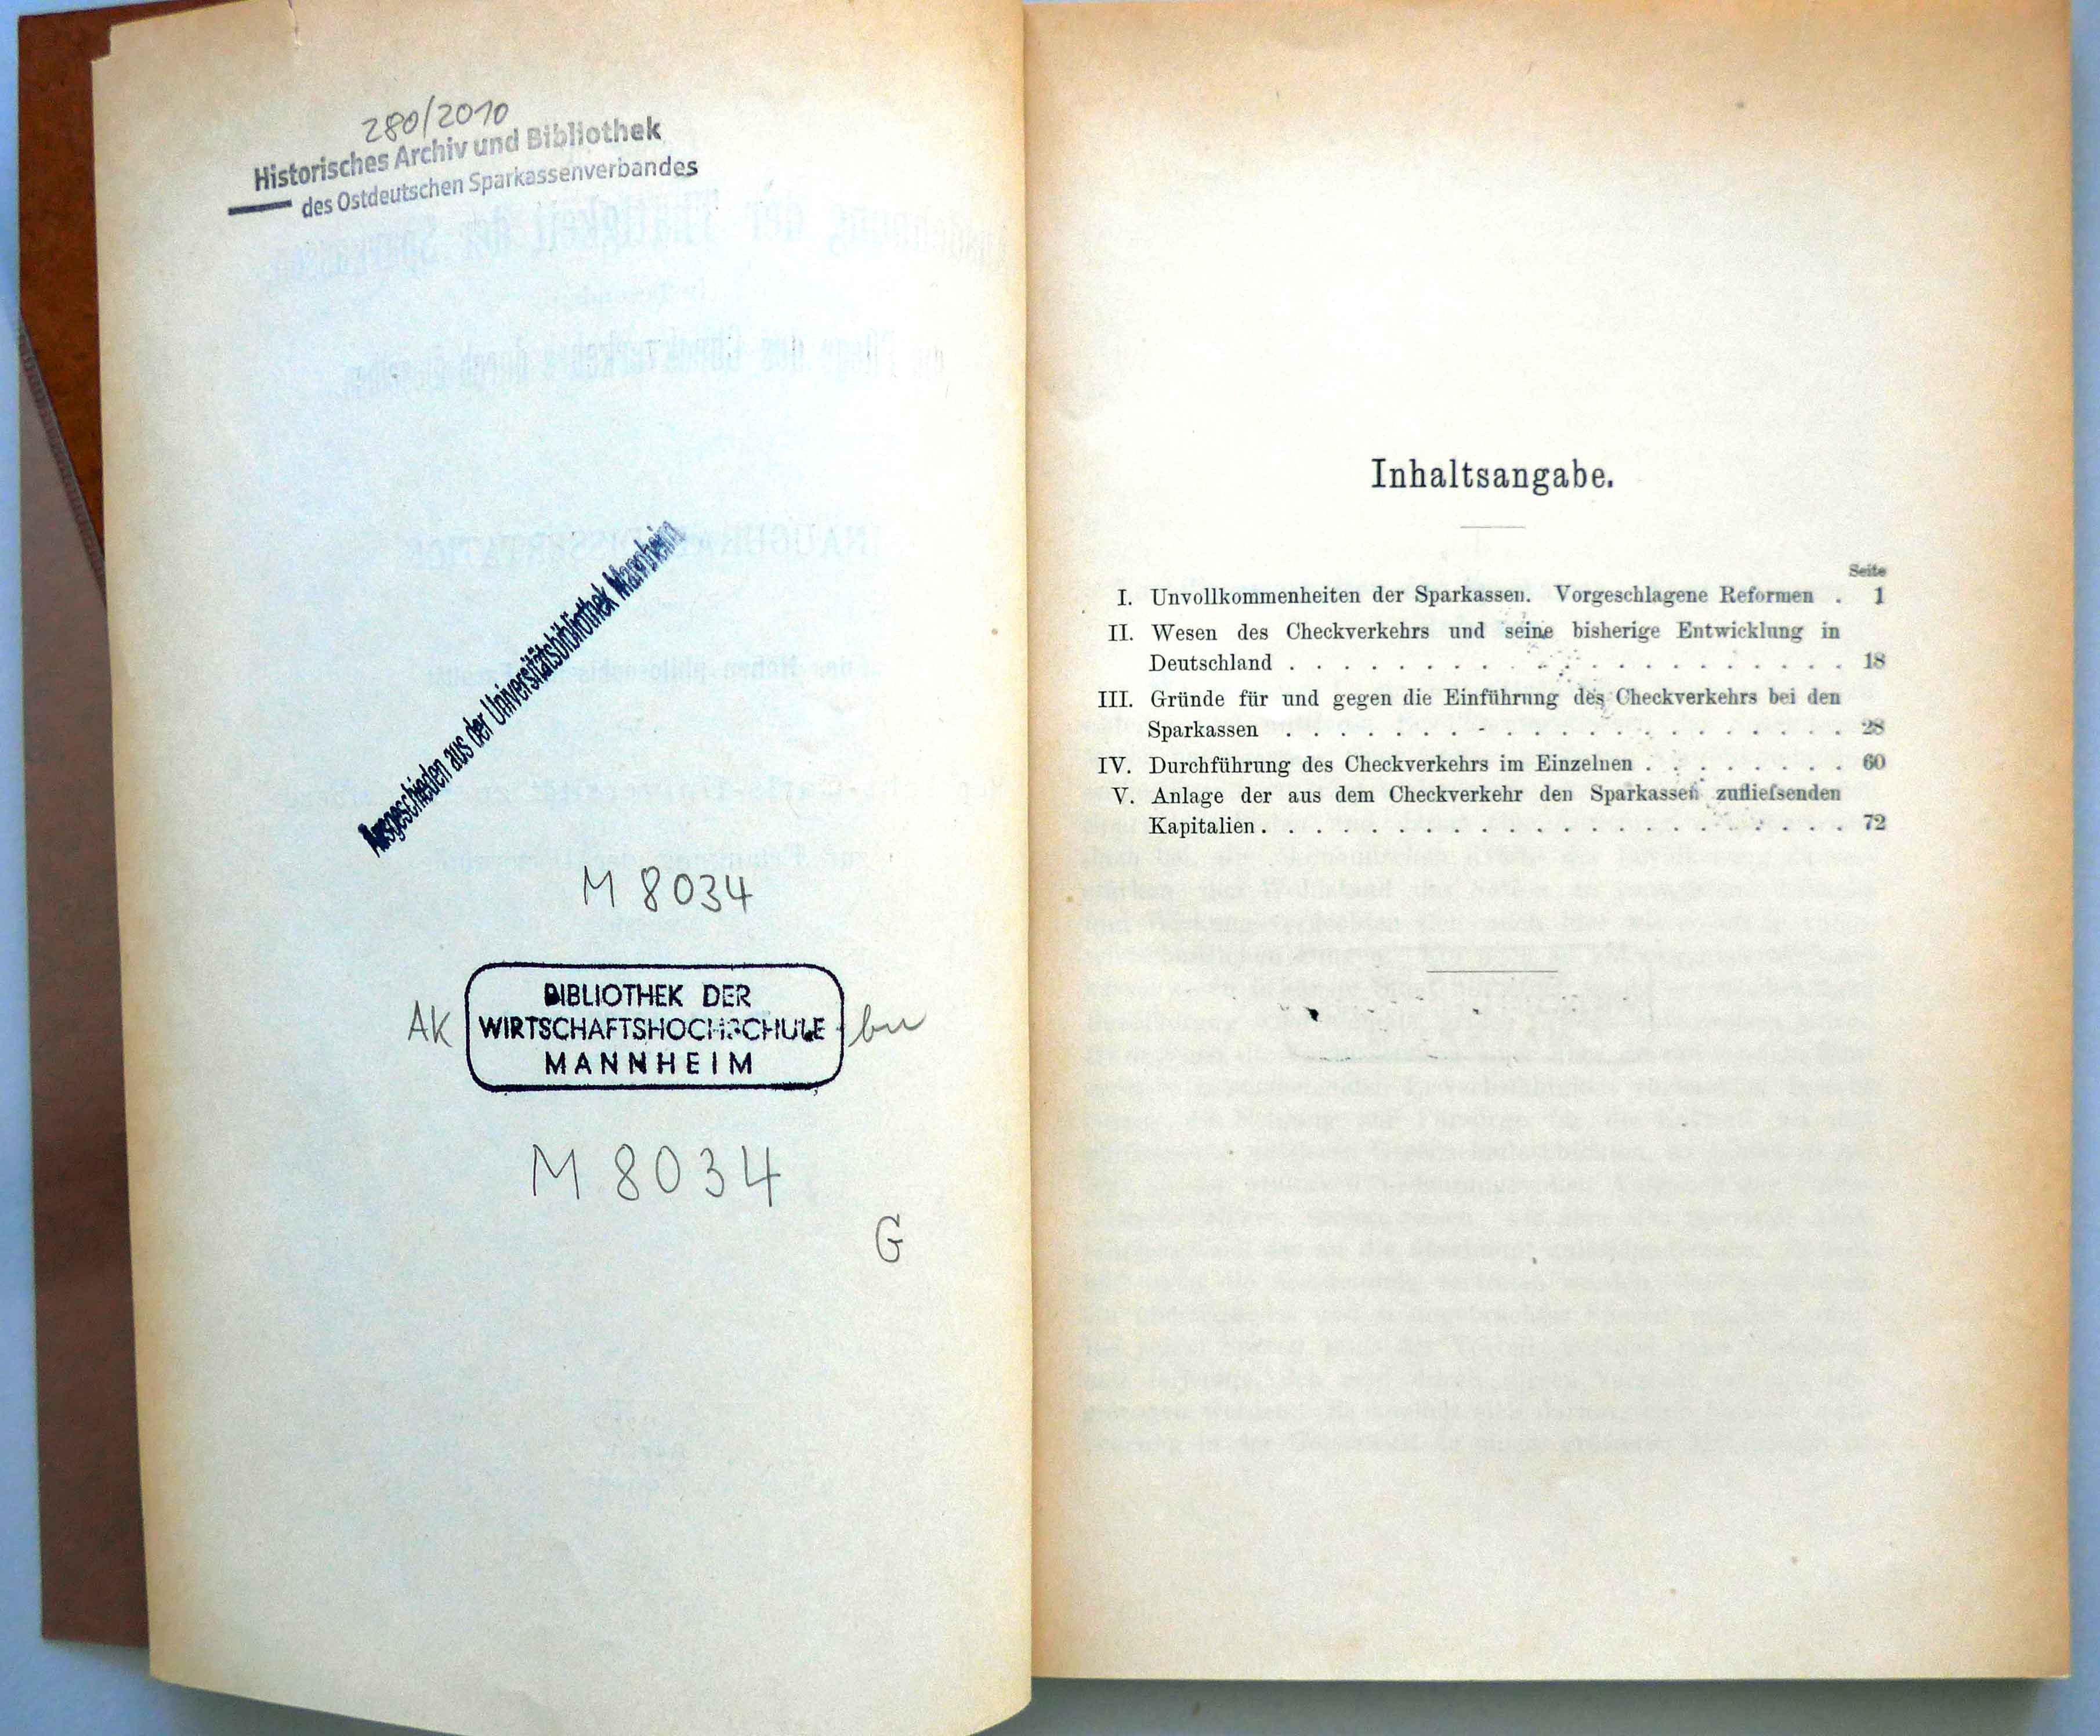 280/2010
Historisches Archiv und Bibliothek
des Ostdeutschen Sparkassenverbandes
Ausgeschieden aus der Universitätsbibliothek Mannheim
M 8034
AK
BIBLIOTHEK DER
WIRTSCHAFTSHOCHSCHULE
MANNHEIM
M 8034
G
Inhaltsangabe.
Seite
I. Unvollkommenheiten der Sparkassen. Vorgeschlagene Reformen . 1
II. Wesen des Checkverkehrs und seine bisherige Entwicklung in
Deutschland . . . . . . . . . . . . . . . . . . . . . 18
III. Gründe für und gegen die Einführung des Checkverkehrs bei den
Sparkassen . . . . . . . . . . . . . . . . . . . . . 28
IV. Durchführung des Checkverkehrs im Einzelnen . . . . . . . . 60
V. Anlage der aus dem Checkverkehr den Sparkassen zufließenden
Kapitalien . . . . . . . . . . . . . . . . . . . . . . 72